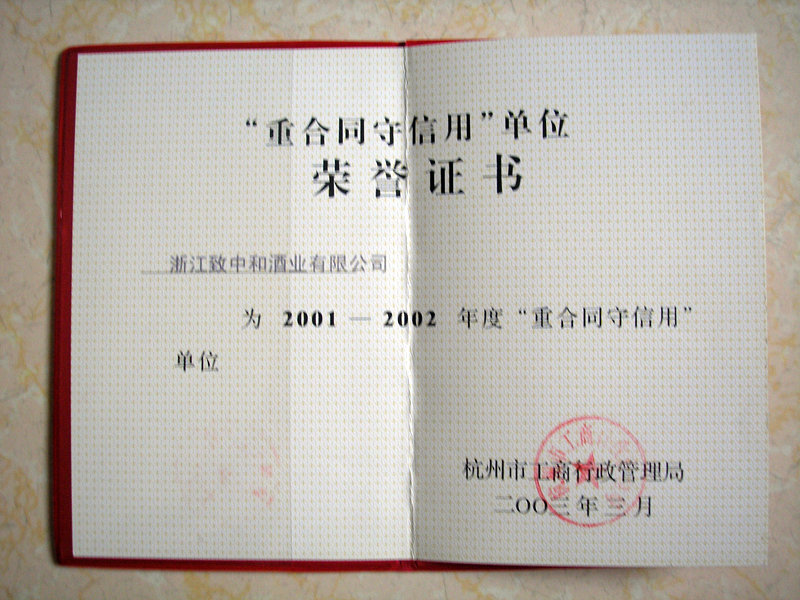 “重合同守信用”单位
荣誉证书
浙江致中和酒业有限公司
为 2001 — 2002 年度“重合同守信用”
单位
杭州市工商行政管理局
二〇〇三年三月